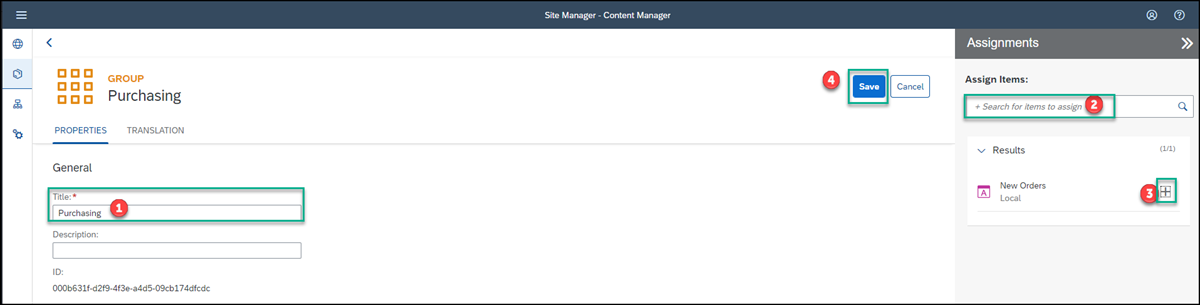 Site Manager - Content Manager
GROUP
Purchasing
4
Save
Cancel
PROPERTIES
TRANSLATION
General
Title:*
Purchasing
1
Description:
ID:
000b631f-d2f9-4f3e-a4d5-09cb174dfcdc
Assignments
Assign Items:
+ Search for items to assign
2
Results
(1/1)
A
New Orders
Local
3